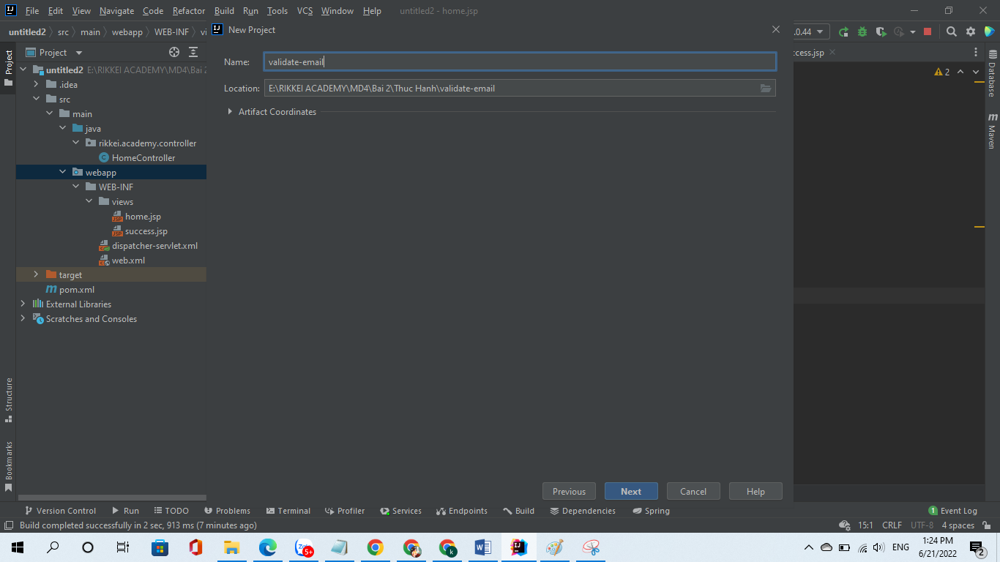 File Edit View Navigate Code Refactor Build Run Tools VCS Window Help untitled2 - home.jsp
untitled2 src main webapp WEB-INF vi
New Project
.0.44
Project
ccess.jsp
Name: validate-email
2
untitled2 E:\RIKKEI ACADEMY\MD4\Bai 2
.idea
Location: E:\RIKKEI ACADEMY\MD4\Bai 2\Thuc Hanh\validate-email
src
main
Artifact Coordinates
java
rikkei.academy.controller
HomeController
webapp
WEB-INF
views
home.jsp
success.jsp
dispatcher-servlet.xml
web.xml
target
pom.xml
External Libraries
Scratches and Consoles
Project
Structure
Bookmarks
Database
Maven
Previous Next Cancel Help
Version Control Run TODO Problems Terminal Profiler Services Endpoints Build Dependencies Spring 1 Event Log
Build completed successfully in 2 sec, 913 ms (7 minutes ago) 15:1 CRLF UTF-8 4 spaces
5+
ENG
1:24 PM
6/21/2022
2